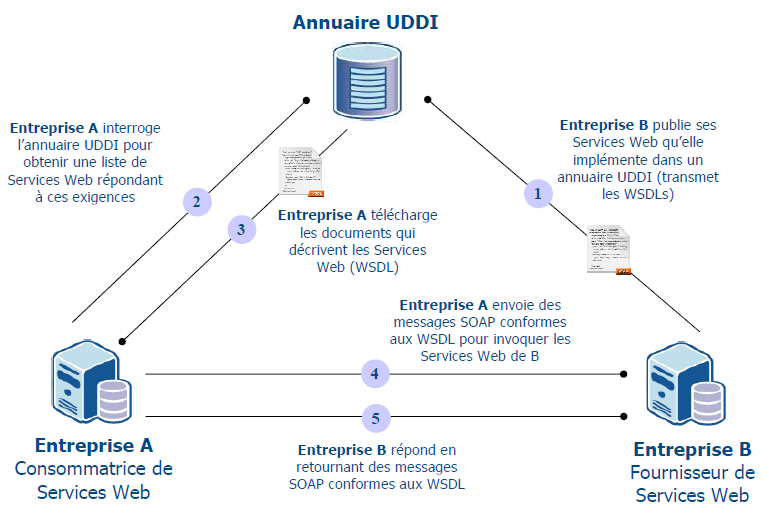 Annuaire UDDI
Entreprise A interroge
l'annuaire UDDI pour
obtenir une liste de
Services Web répondant
à ces exigences
2
3
Entreprise A télécharge
les documents qui
décrivent les Services
Web (WSDL)
1
Entreprise B publie ses
Services Web qu'elle
implémente dans un
annuaire UDDI (transmet
les WSDLs)
Entreprise A envoie des
messages SOAP conformes
aux WSDL pour invoquer les
Services Web de B
4
5
Entreprise B répond en
retournant des messages
SOAP conformes aux WSDL
Entreprise A
Consommatrice de
Services Web
Entreprise B
Fournisseur de
Services Web